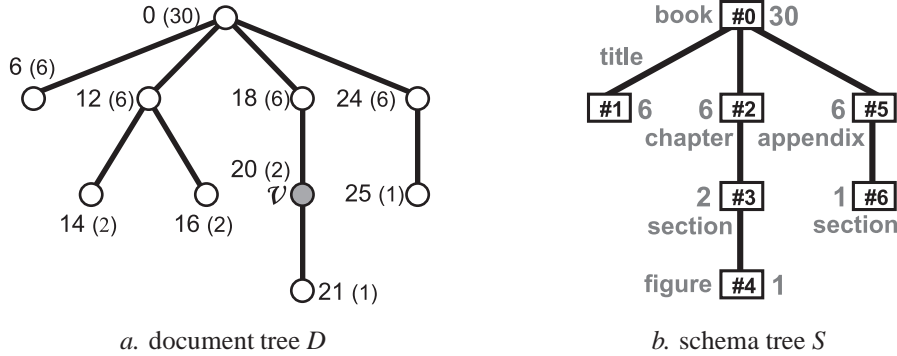 0 (30)
6 (6)
12 (6)
18 (6)
24 (6)
20 (2)
v
14 (2)
16 (2)
25 (1)
21 (1)
a. document tree D
book #0 30
title
#1 6
6 #2
6 #5
chapter
appendix
2 #3
1 #6
section
section
figure #4 1
b. schema tree S